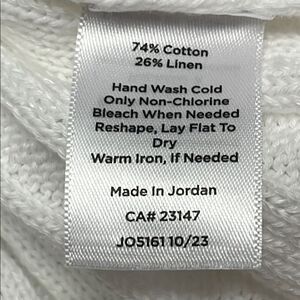 74% Cotton
26% Linen
Hand Wash Cold
Only Non-Chlorine
Bleach When Needed
Reshape, Lay Flat To
Dry
Warm Iron, If Needed
Made In Jordan
CA# 23147
JO5161 10/23